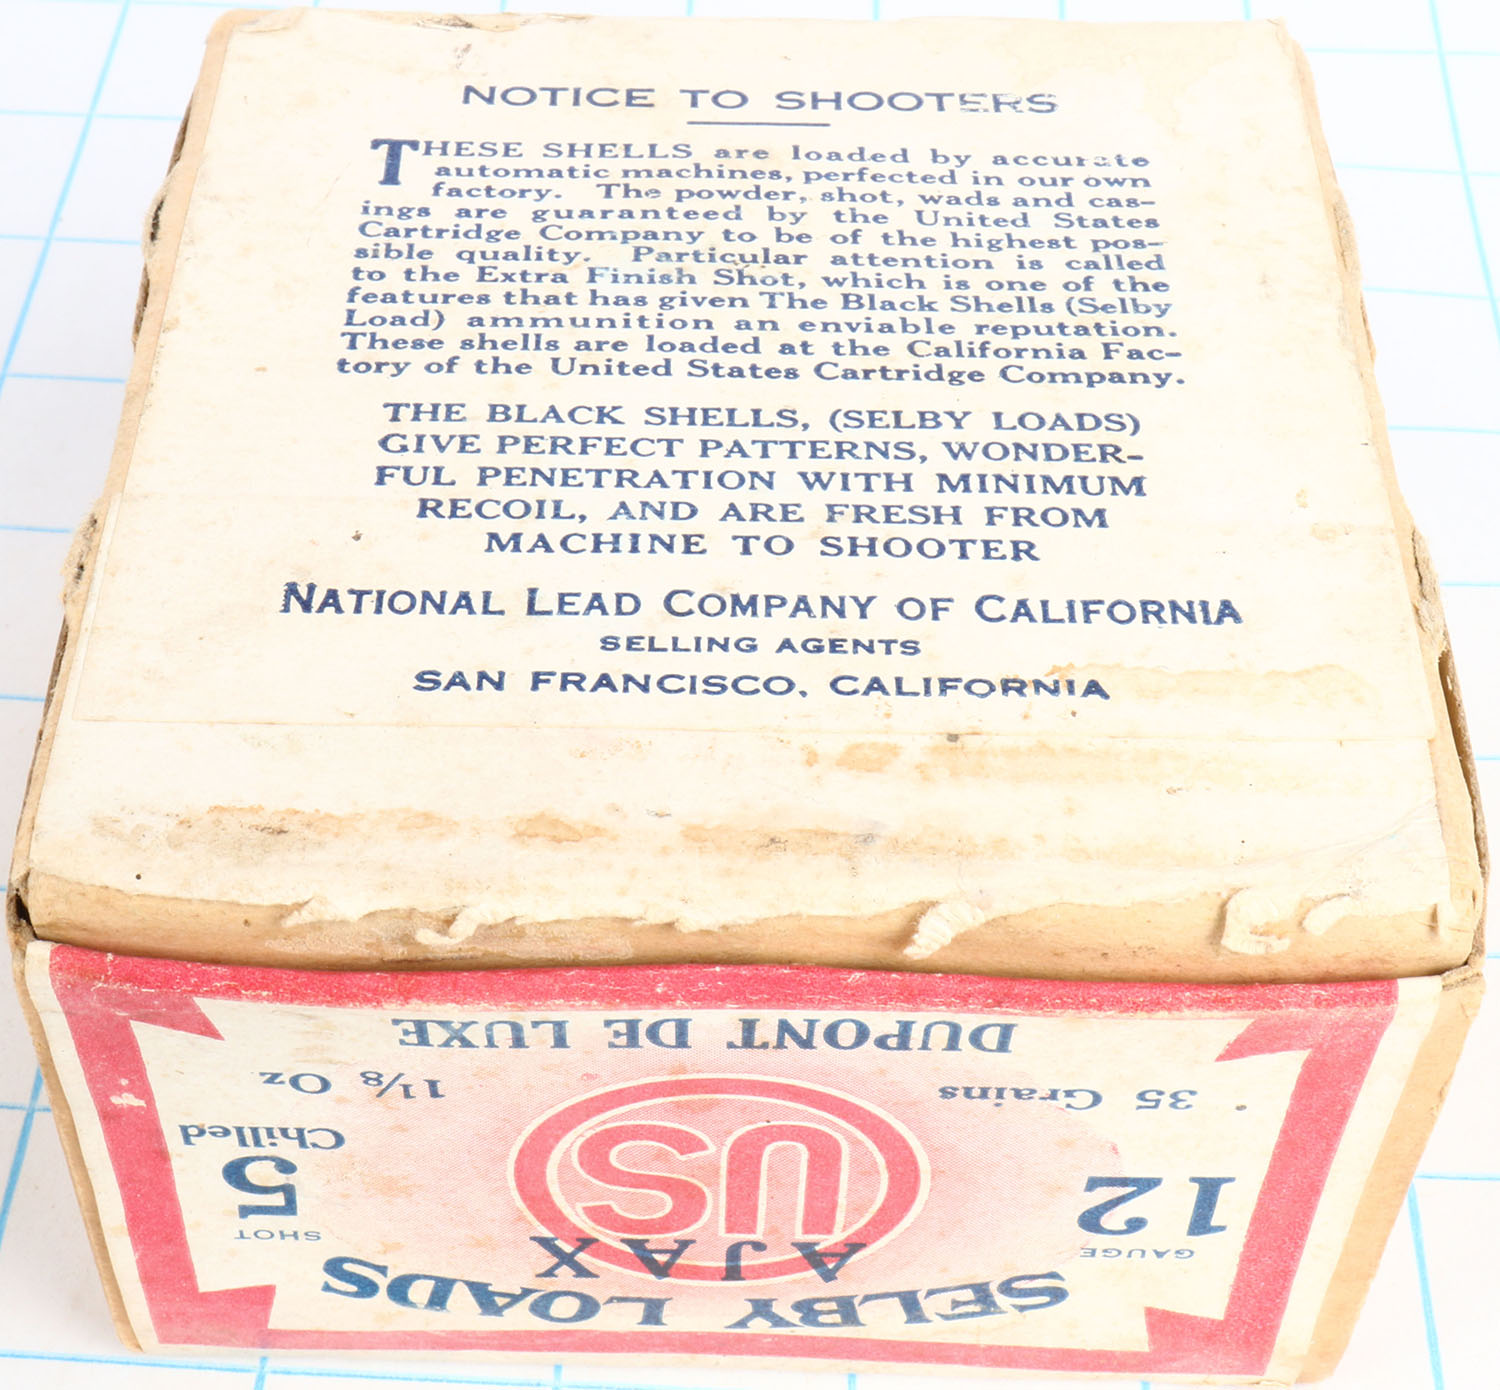 NOTICE TO SHOOTERS
THESE SHELLS are loaded by accurate
automatic machines, perfected in our own
factory. The powder, shot, wads and cas-
ings are guaranteed by the United States
Cartridge Company to be of the highest pos-
sible quality. Particular attention is called
to the Extra Finish Shot, which is one of the
features that has given The Black Shells (Selby
Load) ammunition an enviable reputation.
These shells are loaded at the California Fac-
tory of the United States Cartridge Company.
THE BLACK SHELLS, (SELBY LOADS)
GIVE PERFECT PATTERNS, WONDER-
FUL PENETRATION WITH MINIMUM
RECOIL, AND ARE FRESH FROM
MACHINE TO SHOOTER
NATIONAL LEAD COMPANY OF CALIFORNIA
SELLING AGENTS
SAN FRANCISCO, CALIFORNIA
SELBY LOADS
AJAX
GAUGE
12
US
SHOT
5
Chilled
35 Grains
1 1/8 Oz
DUPONT DE LUXE